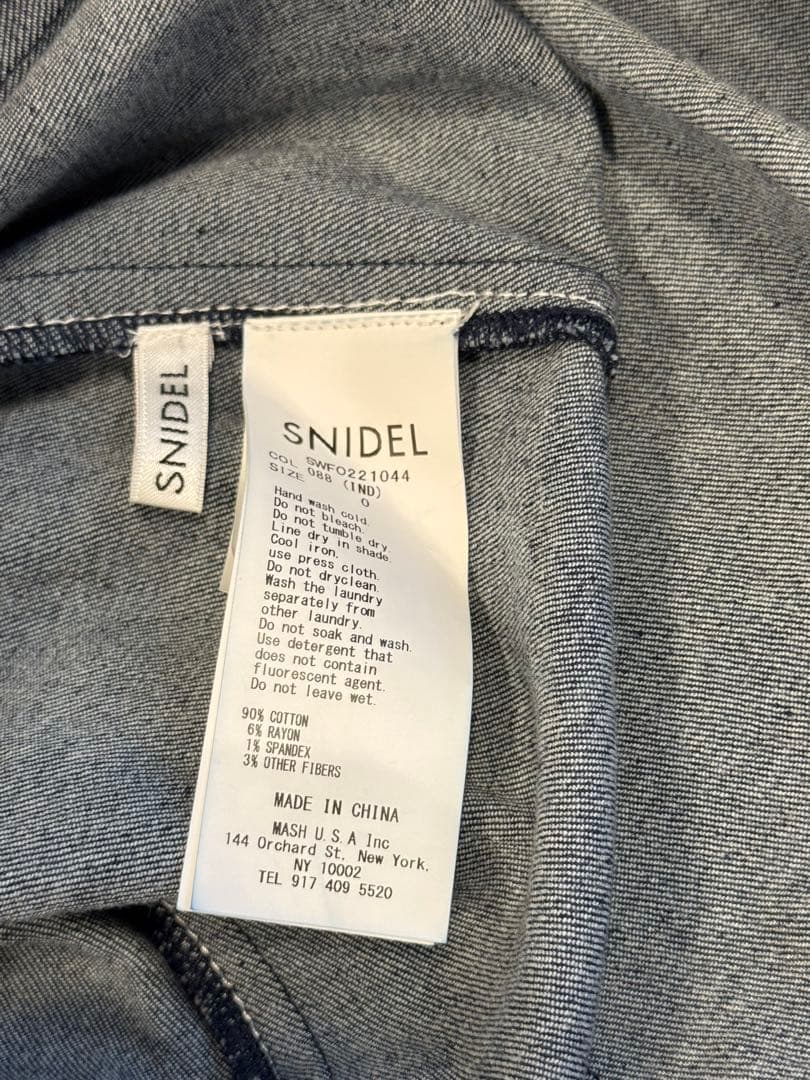 SNIDEL
SNIDEL
SWFO221044
COL 088 (IND)
SIZE 0
Hand wash cold.
Do not bleach.
Do not tumble dry.
Line dry in shade.
Cool iron.
use press cloth.
Do not dryclean.
Wash the laundry
separately from
other laundry.
Do not soak and wash.
Use detergent that
does not contain
fluorescent agent.
Do not leave wet.
90% COTTON
6% RAYON
1% SPANDEX
3% OTHER FIBERS
MADE IN CHINA
MASH U.S.A Inc
144 Orchard St, New York,
NY 10002
TEL 917 409 5520